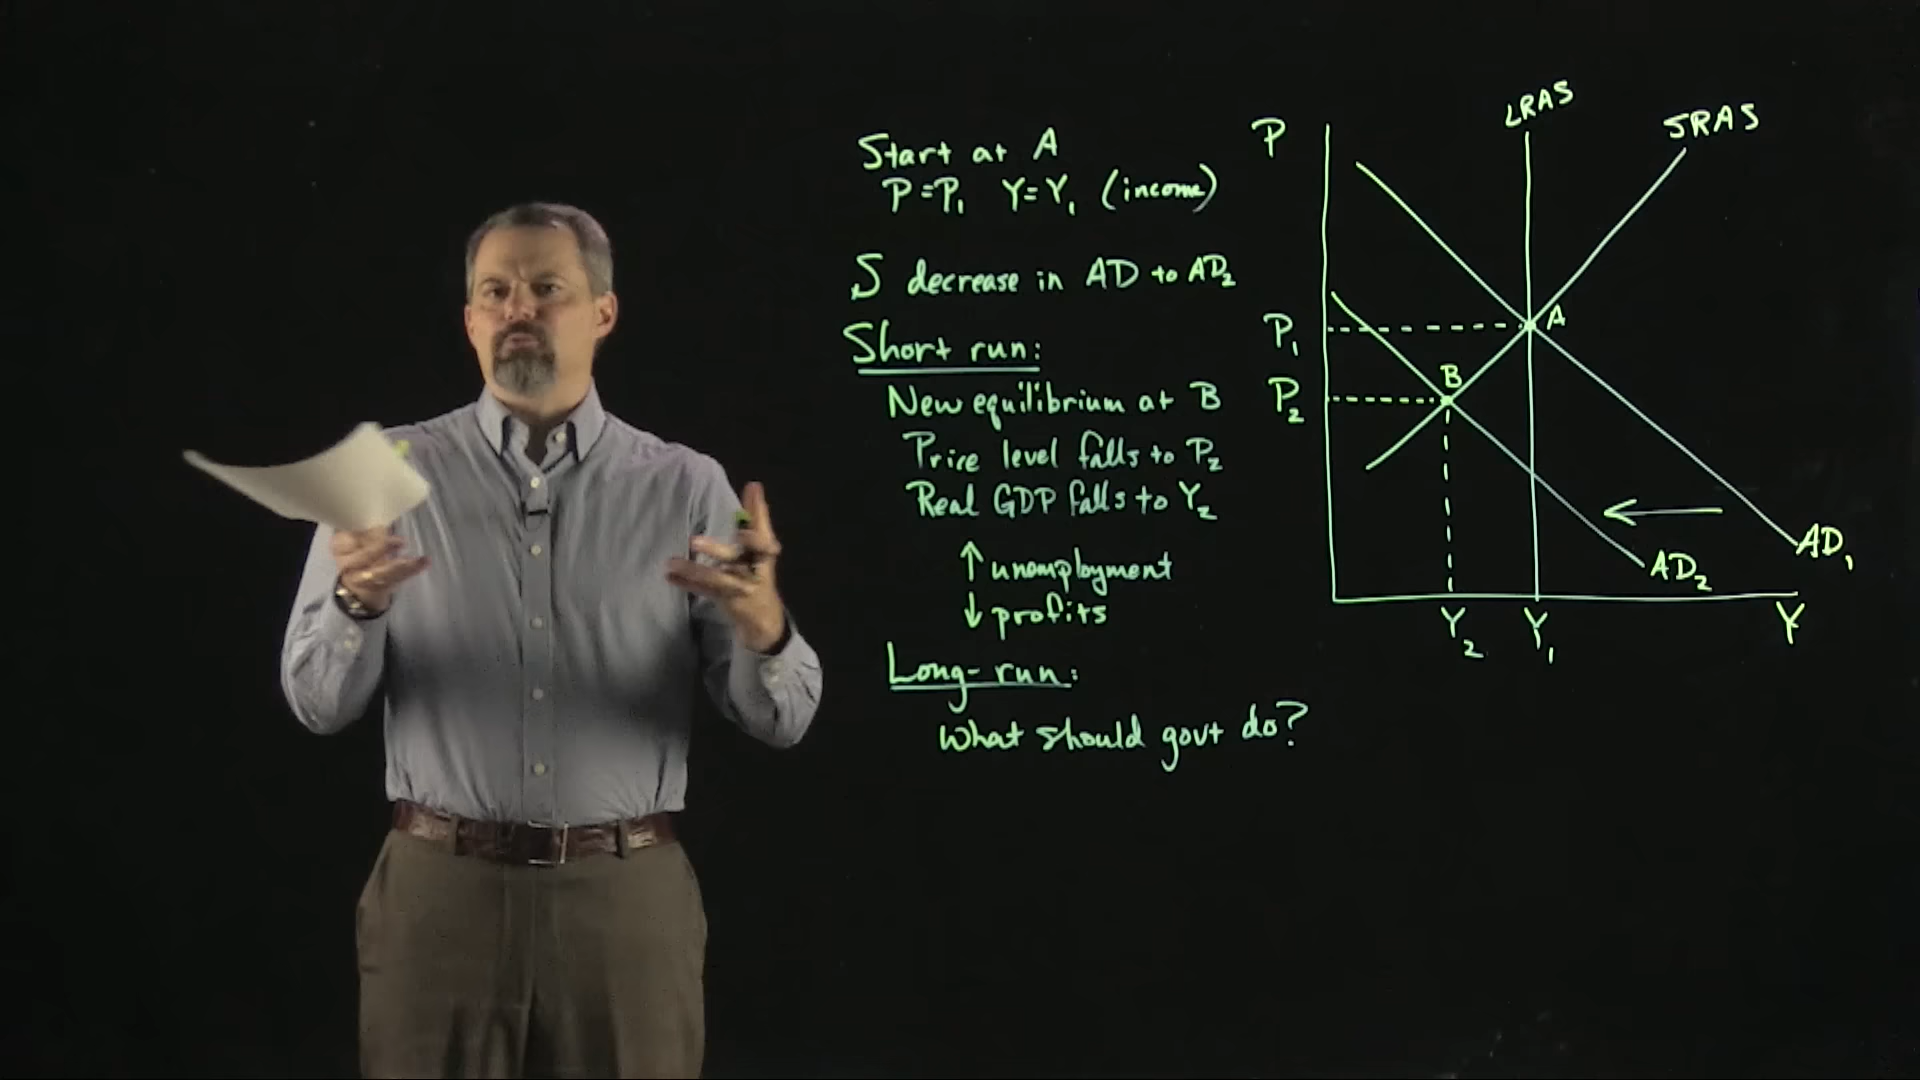 Start at A
P=P₁ Y=Y₁ (income)
S decrease in AD to AD₂
Short run:
New equilibrium at B
Price level falls to P₂
Real GDP falls to Y₂
↑ unemployment
↓ profits
Long-run:
What should govt do?
P
LRAS
SRAS
P₁
A
P₂
B
AD₁
AD₂
Y₂
Y₁
Y